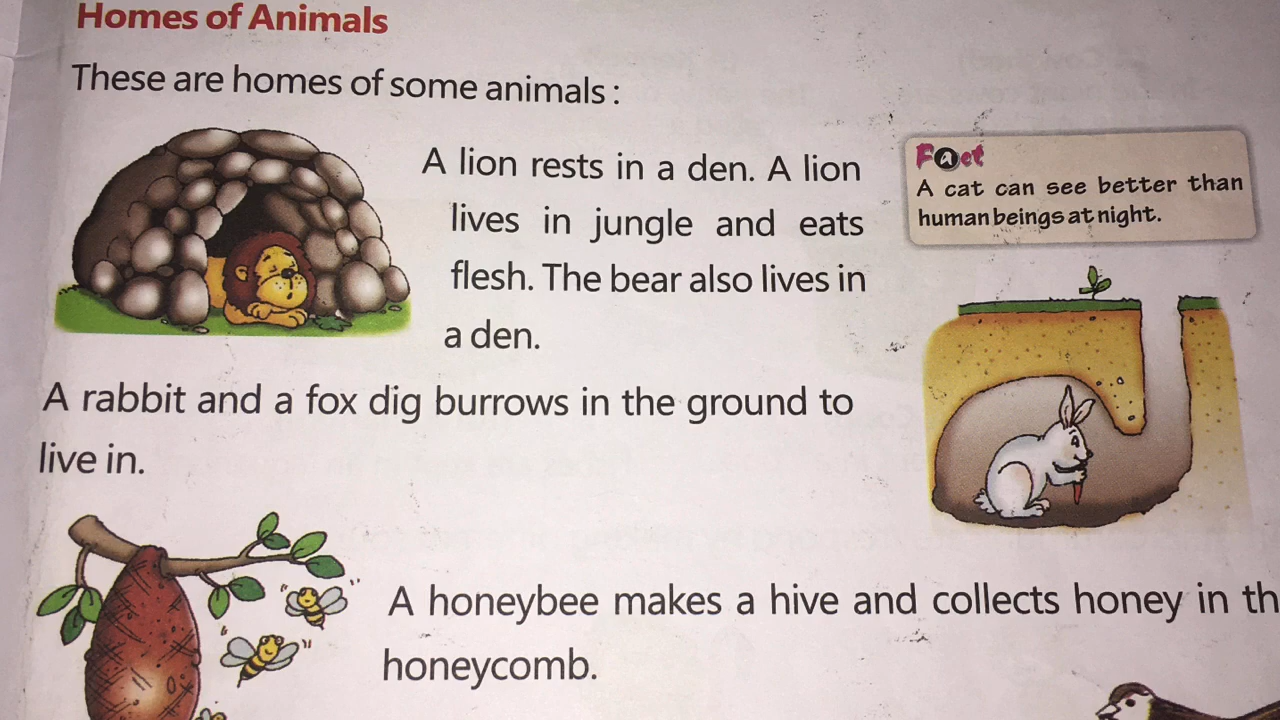 Homes of Animals
These are homes of some animals :
A lion rests in a den. A lion
lives in jungle and eats
flesh. The bear also lives in
a den.
Fact
A cat can see better than
human beings at night.
A rabbit and a fox dig burrows in the ground to
live in.
A honeybee makes a hive and collects honey in th
honeycomb.